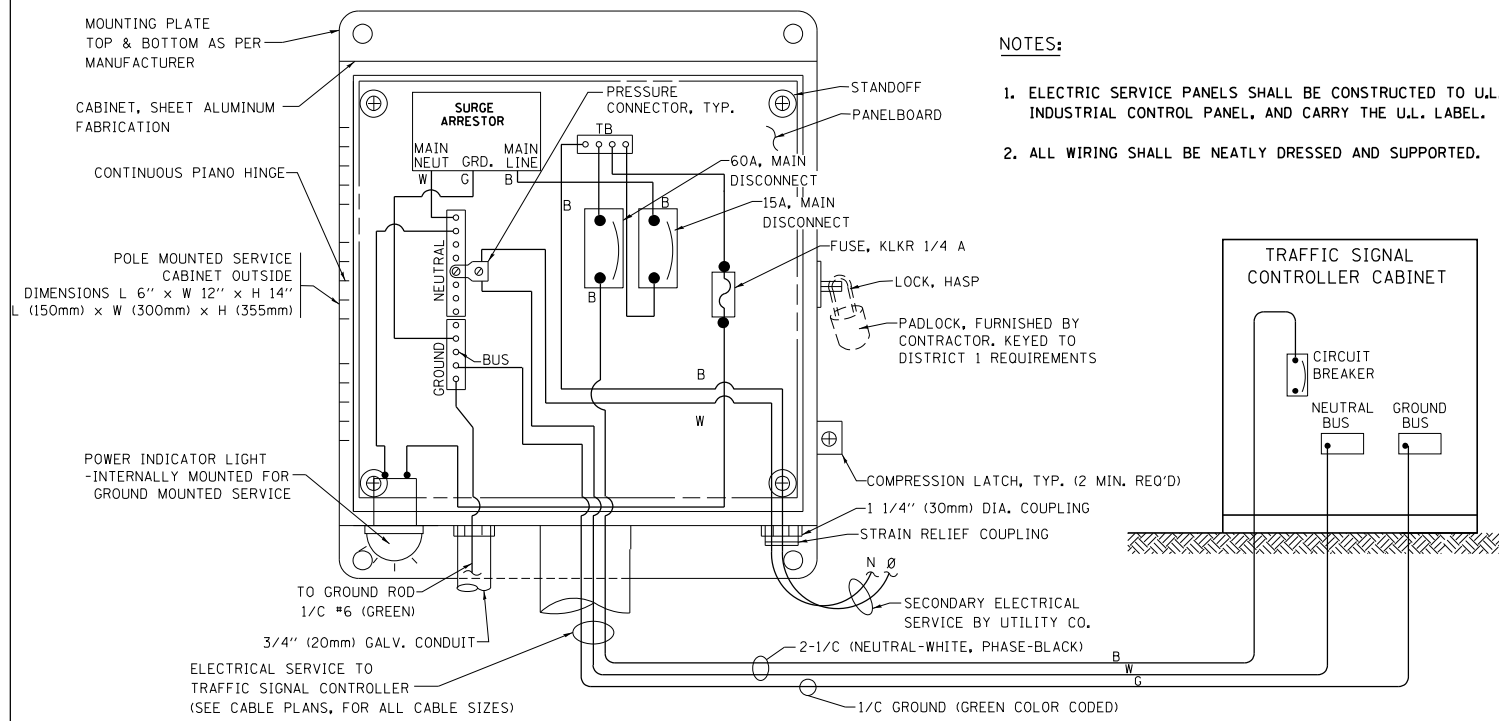 MOUNTING PLATE
TOP & BOTTOM AS PER
MANUFACTURER
CABINET, SHEET ALUMINUM
FABRICATION
CONTINUOUS PIANO HINGE
POLE MOUNTED SERVICE
CABINET OUTSIDE
DIMENSIONS L 6" x W 12" x H 14"
L (150mm) x W (300mm) x H (355mm)
POWER INDICATOR LIGHT
-INTERNALLY MOUNTED FOR
GROUND MOUNTED SERVICE
SURGE
ARRESTOR
MAIN
NEUT
GRD.
MAIN
LINE
W
G
B
PRESSURE
CONNECTOR, TYP.
TB
STANDOFF
PANELBOARD
60A, MAIN
DISCONNECT
15A, MAIN
DISCONNECT
B
B
B
FUSE, KLKR 1/4 A
LOCK, HASP
PADLOCK, FURNISHED BY
CONTRACTOR. KEYED TO
DISTRICT 1 REQUIREMENTS
NEUTRAL
GROUND
BUS
B
W
COMPRESSION LATCH, TYP. (2 MIN. REQ'D)
1 1/4" (30mm) DIA. COUPLING
STRAIN RELIEF COUPLING
N Ø
SECONDARY ELECTRICAL
SERVICE BY UTILITY CO.
TO GROUND ROD
1/C #6 (GREEN)
3/4" (20mm) GALV. CONDUIT
ELECTRICAL SERVICE TO
TRAFFIC SIGNAL CONTROLLER
(SEE CABLE PLANS, FOR ALL CABLE SIZES)
2-1/C (NEUTRAL-WHITE, PHASE-BLACK)
B
W
G
1/C GROUND (GREEN COLOR CODED)
NOTES:
1. ELECTRIC SERVICE PANELS SHALL BE CONSTRUCTED TO U.L.
INDUSTRIAL CONTROL PANEL, AND CARRY THE U.L. LABEL.
2. ALL WIRING SHALL BE NEATLY DRESSED AND SUPPORTED.
TRAFFIC SIGNAL
CONTROLLER CABINET
CIRCUIT
BREAKER
NEUTRAL
BUS
GROUND
BUS